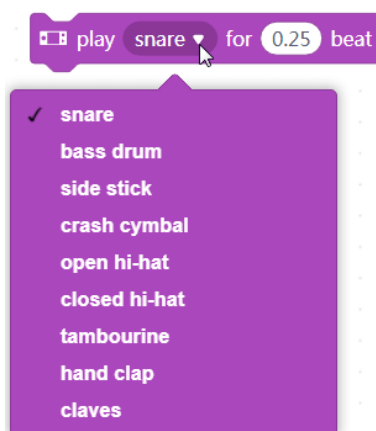 play snare for 0.25 beat
snare
bass drum
side stick
crash cymbal
open hi-hat
closed hi-hat
tambourine
hand clap
claves